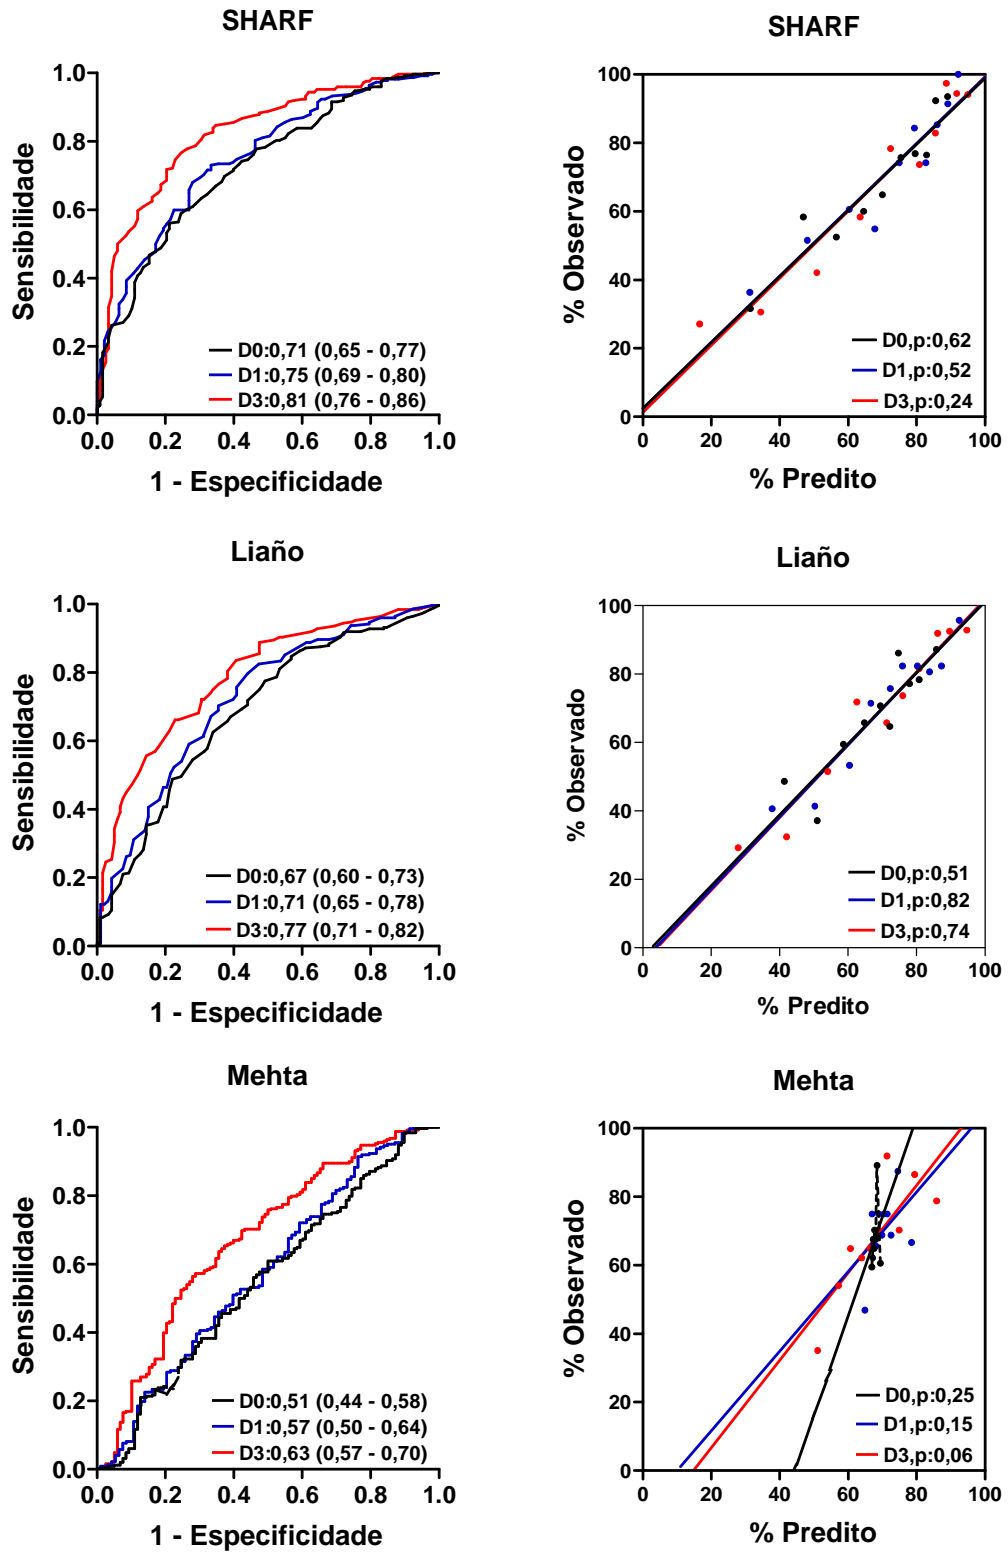 SHARF
1.0
0.8
0.6
0.4
0.2
0.0
Sensibilidade
D0:0,71 (0,65 - 0,77)
D1:0,75 (0,69 - 0,80)
D3:0,81 (0,76 - 0,86)
0.0 0.2 0.4 0.6 0.8 1.0
1 - Especificidade
SHARF
100
80
60
40
20
0
% Observado
D0,p:0,62
D1,p:0,52
D3,p:0,24
0 20 40 60 80 100
% Predito
Liaño
1.0
0.8
0.6
0.4
0.2
0.0
Sensibilidade
D0:0,67 (0,60 - 0,73)
D1:0,71 (0,65 - 0,78)
D3:0,77 (0,71 - 0,82)
0.0 0.2 0.4 0.6 0.8 1.0
1 - Especificidade
Liaño
100
80
60
40
20
0
% Observado
D0,p:0,51
D1,p:0,82
D3,p:0,74
0 20 40 60 80 100
% Predito
Mehta
1.0
0.8
0.6
0.4
0.2
0.0
Sensibilidade
D0:0,51 (0,44 - 0,58)
D1:0,57 (0,50 - 0,64)
D3:0,63 (0,57 - 0,70)
0.0 0.2 0.4 0.6 0.8 1.0
1 - Especificidade
Mehta
100
80
60
40
20
0
% Observado
D0,p:0,25
D1,p:0,15
D3,p:0,06
0 20 40 60 80 100
% Predito